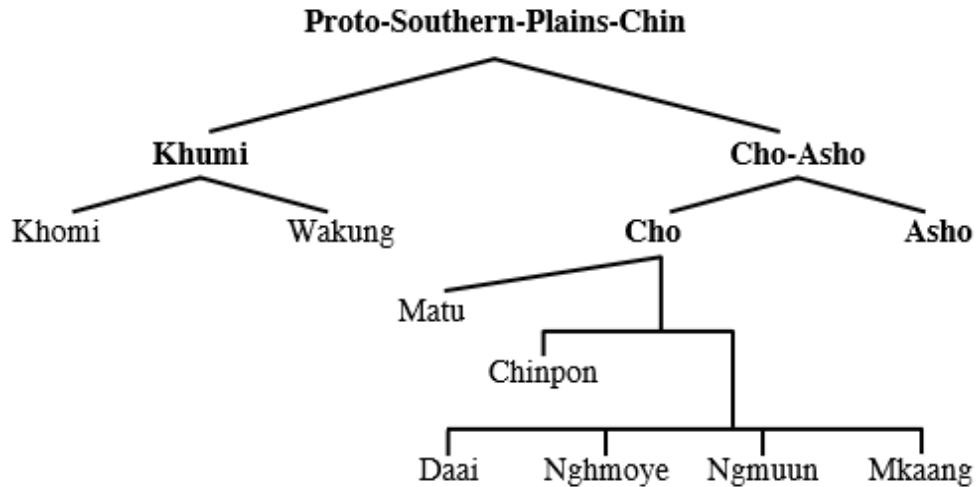 Proto-Southern-Plains-Chin
Khumi Cho-Asho
Khomi Wakung Cho Asho
Matu
Chinpon
Daai Nghmoye Ngmuun Mkaang